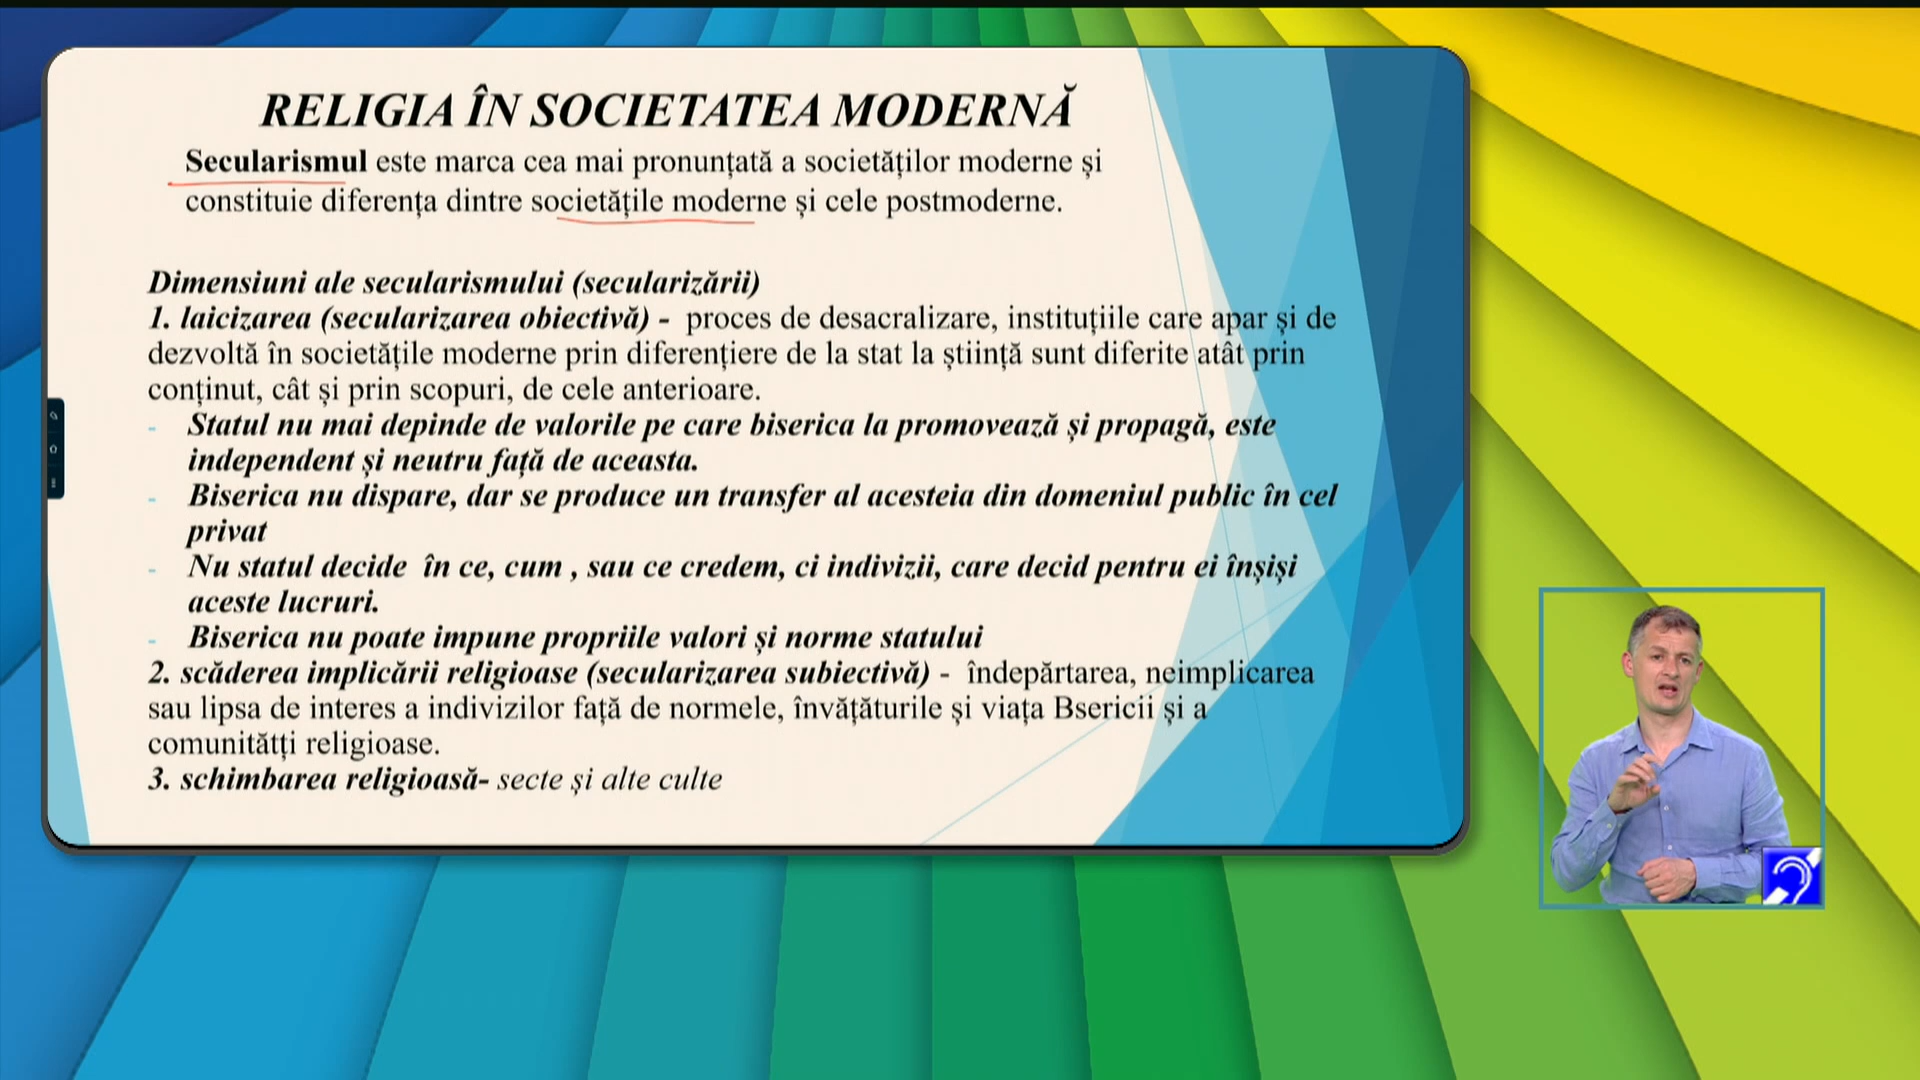 RELIGIA ÎN SOCIETATEA MODERNĂ
Secularismul este marca cea mai pronunțată a societăților moderne și
constituie diferența dintre societățile moderne și cele postmoderne.
Dimensiuni ale secularismului (secularizării)
1. laicizarea (secularizarea obiectivă) - proces de desacralizare, instituțiile care apar și de
dezvoltă în societățile moderne prin diferențiere de la stat la știință sunt diferite atât prin
conținut, cât și prin scopuri, de cele anterioare.
- Statul nu mai depinde de valorile pe care biserica la promovează și propagă, este
independent și neutru față de aceasta.
- Biserica nu dispare, dar se produce un transfer al acesteia din domeniul public în cel
privat
- Nu statul decide în ce, cum , sau ce credem, ci indivizii, care decid pentru ei înșiși
aceste lucruri.
- Biserica nu poate impune propriile valori și norme statului
2. scăderea implicării religioase (secularizarea subiectivă) - îndepărtarea, neimplicarea
sau lipsa de interes a indivizilor față de normele, învățăturile și viața Bsericii și a
comunitătți religioase.
3. schimbarea religioasă- secte și alte culte